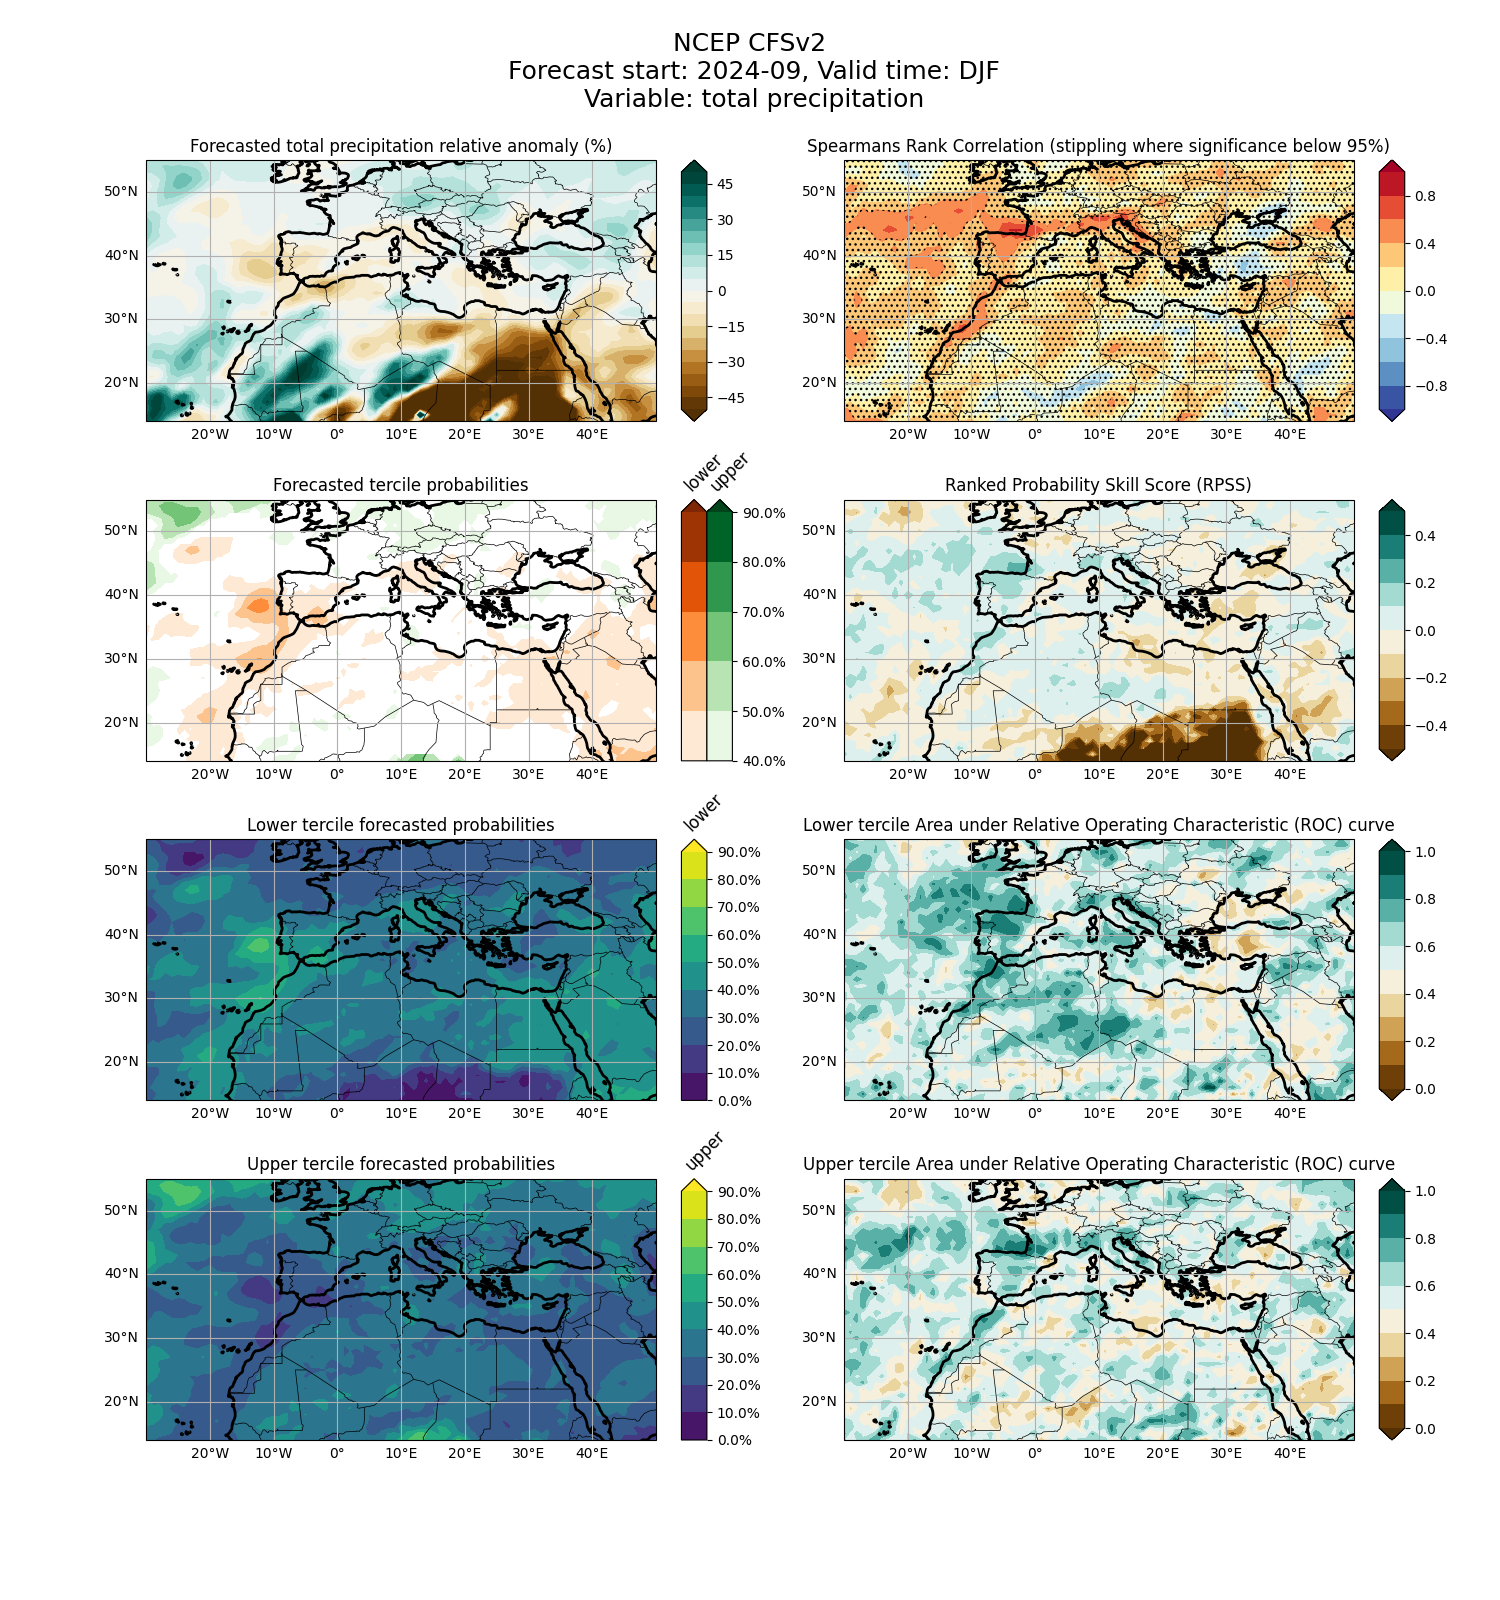 NCEP CFSv2
Forecast start: 2024-09, Valid time: DJF
Variable: total precipitation
Forecasted total precipitation relative anomaly (%)
50°N
40°N
30°N
20°N
20°W 10°W 0° 10°E 20°E 30°E 40°E
45
30
15
0
−15
−30
−45
Spearmans Rank Correlation (stippling where significance below 95%)
50°N
40°N
30°N
20°N
20°W 10°W 0° 10°E 20°E 30°E 40°E
0.8
0.4
0.0
−0.4
−0.8
Forecasted tercile probabilities
50°N
40°N
30°N
20°N
20°W 10°W 0° 10°E 20°E 30°E 40°E
lower
upper
90.0%
80.0%
70.0%
60.0%
50.0%
40.0%
Ranked Probability Skill Score (RPSS)
50°N
40°N
30°N
20°N
20°W 10°W 0° 10°E 20°E 30°E 40°E
0.4
0.2
0.0
−0.2
−0.4
Lower tercile forecasted probabilities
50°N
40°N
30°N
20°N
20°W 10°W 0° 10°E 20°E 30°E 40°E
lower
90.0%
80.0%
70.0%
60.0%
50.0%
40.0%
30.0%
20.0%
10.0%
0.0%
Lower tercile Area under Relative Operating Characteristic (ROC) curve
50°N
40°N
30°N
20°N
20°W 10°W 0° 10°E 20°E 30°E 40°E
1.0
0.8
0.6
0.4
0.2
0.0
Upper tercile forecasted probabilities
50°N
40°N
30°N
20°N
20°W 10°W 0° 10°E 20°E 30°E 40°E
upper
90.0%
80.0%
70.0%
60.0%
50.0%
40.0%
30.0%
20.0%
10.0%
0.0%
Upper tercile Area under Relative Operating Characteristic (ROC) curve
50°N
40°N
30°N
20°N
20°W 10°W 0° 10°E 20°E 30°E 40°E
1.0
0.8
0.6
0.4
0.2
0.0